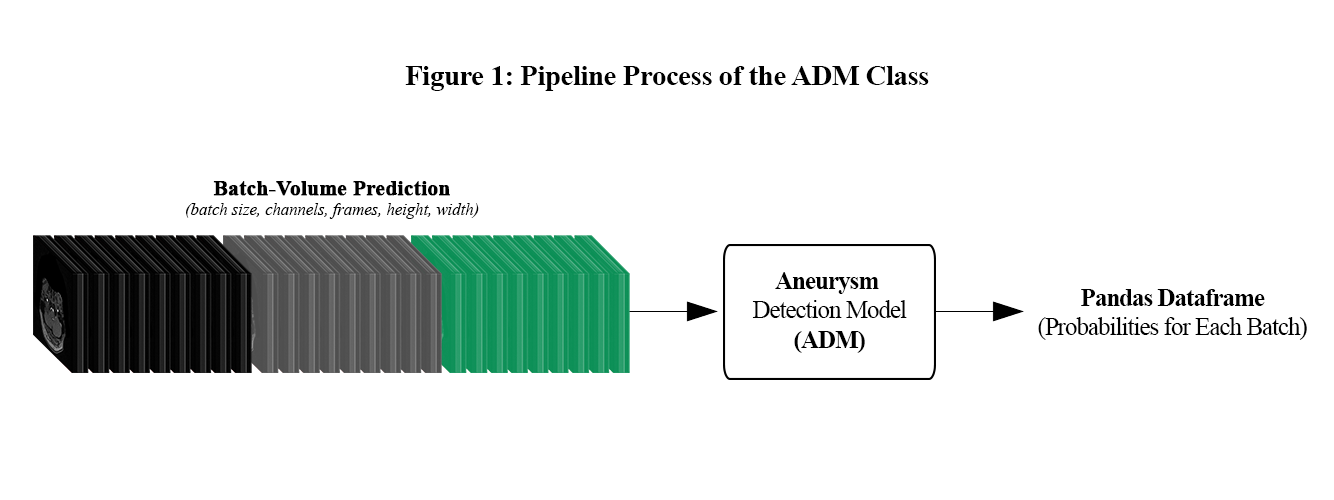 Figure 1: Pipeline Process of the ADM Class
Batch-Volume Prediction
(batch size, channels, frames, height, width)
Aneurysm
Detection Model
(ADM)
Pandas Dataframe
(Probabilities for Each Batch)